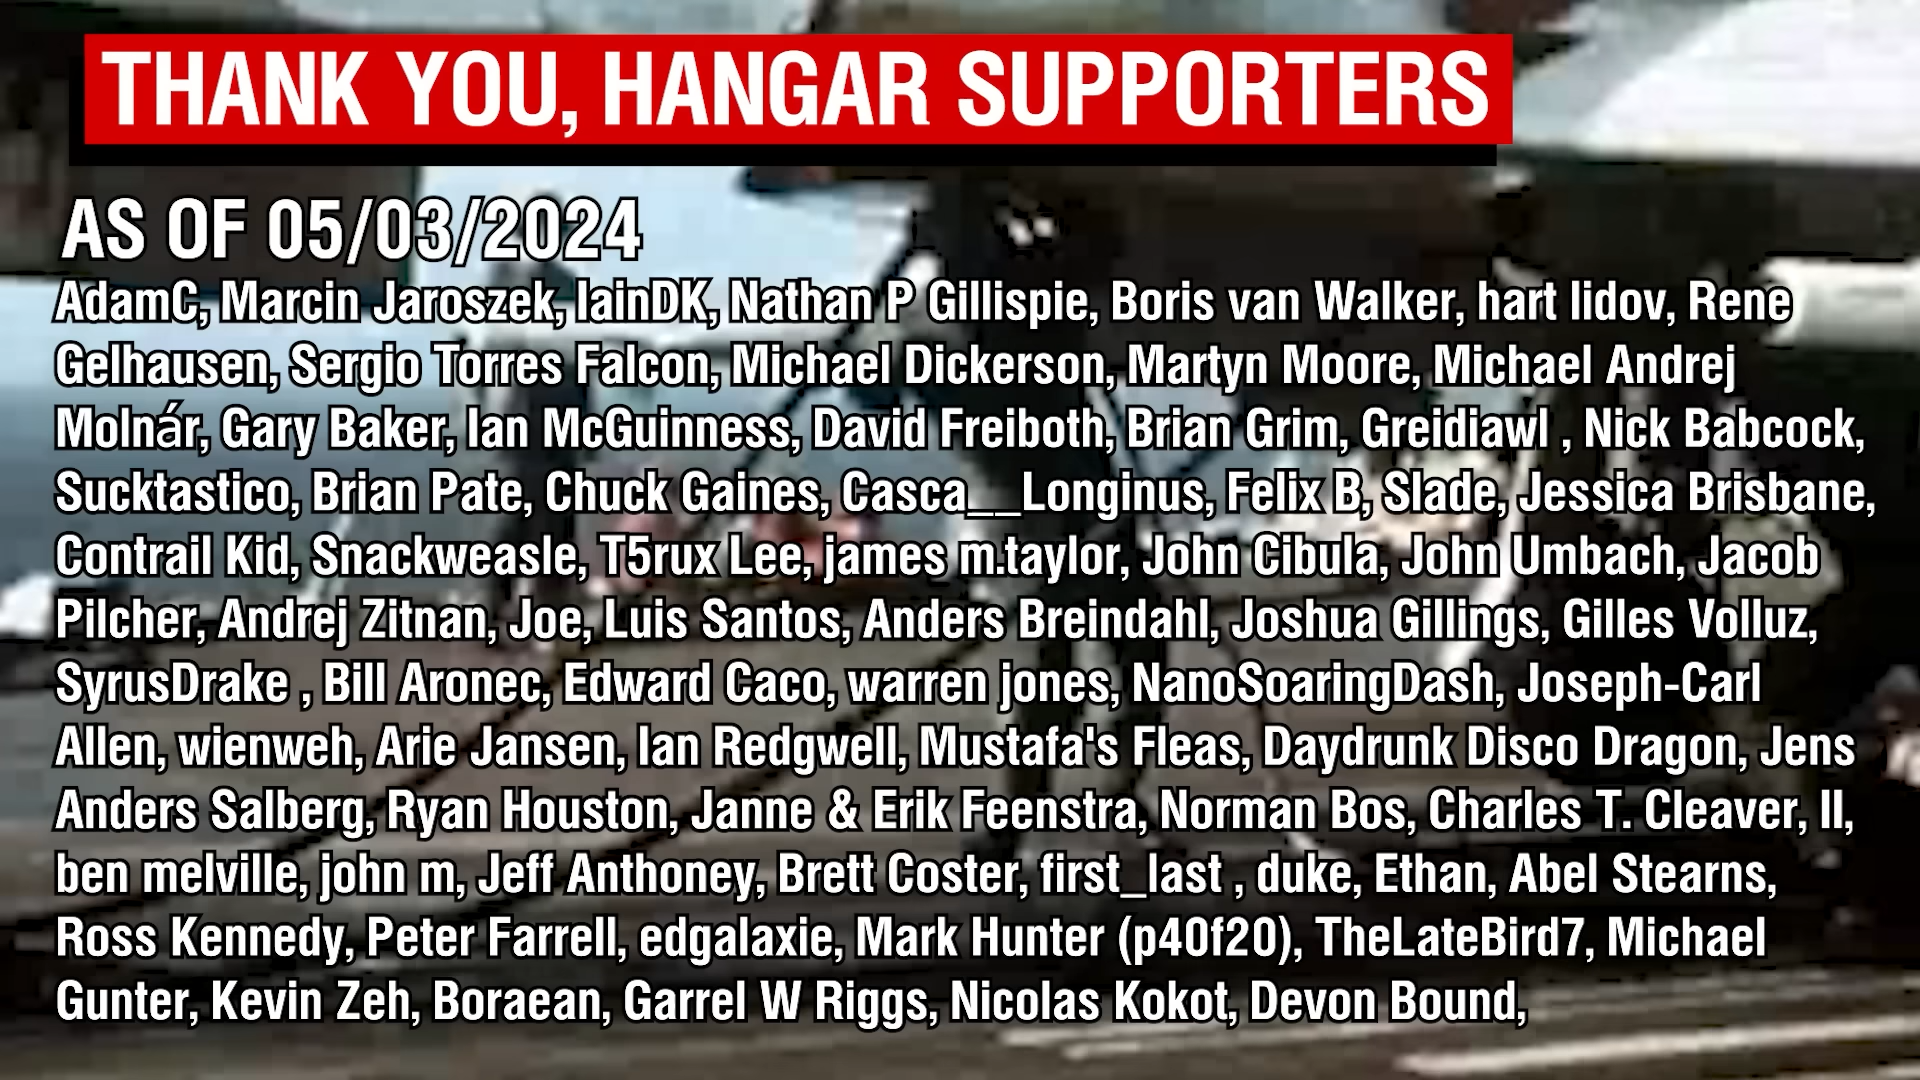 THANK YOU, HANGAR SUPPORTERS
AS OF 05/03/2024
AdamC, Marcin Jaroszek, IainDK, Nathan P Gillispie, Boris van Walker, hart lidov, Rene
Gelhausen, Sergio Torres Falcon, Michael Dickerson, Martyn Moore, Michael Andrej
Molnár, Gary Baker, Ian McGuinness, David Freiboth, Brian Grim, Greidiawl , Nick Babcock,
Sucktastico, Brian Pate, Chuck Gaines, Casca__Longinus, Felix B, Slade, Jessica Brisbane,
Contrail Kid, Snackweasle, T5rux Lee, james m.taylor, John Cibula, John Umbach, Jacob
Pilcher, Andrej Zitnan, Joe, Luis Santos, Anders Breindahl, Joshua Gillings, Gilles Volluz,
SyrusDrake , Bill Aronec, Edward Caco, warren jones, NanoSoaringDash, Joseph-Carl
Allen, wienweh, Arie Jansen, Ian Redgwell, Mustafa's Fleas, Daydrunk Disco Dragon, Jens
Anders Salberg, Ryan Houston, Janne & Erik Feenstra, Norman Bos, Charles T. Cleaver, II,
ben melville, john m, Jeff Anthoney, Brett Coster, first_last , duke, Ethan, Abel Stearns,
Ross Kennedy, Peter Farrell, edgalaxie, Mark Hunter (p40f20), TheLateBird7, Michael
Gunter, Kevin Zeh, Boraean, Garrel W Riggs, Nicolas Kokot, Devon Bound,